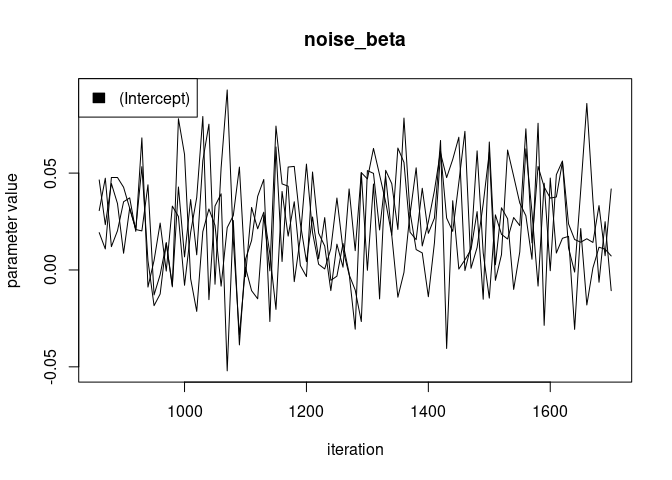 noise_beta
(Intercept)
parameter value
0.05
0.00
-0.05
1000 1200 1400 1600
iteration